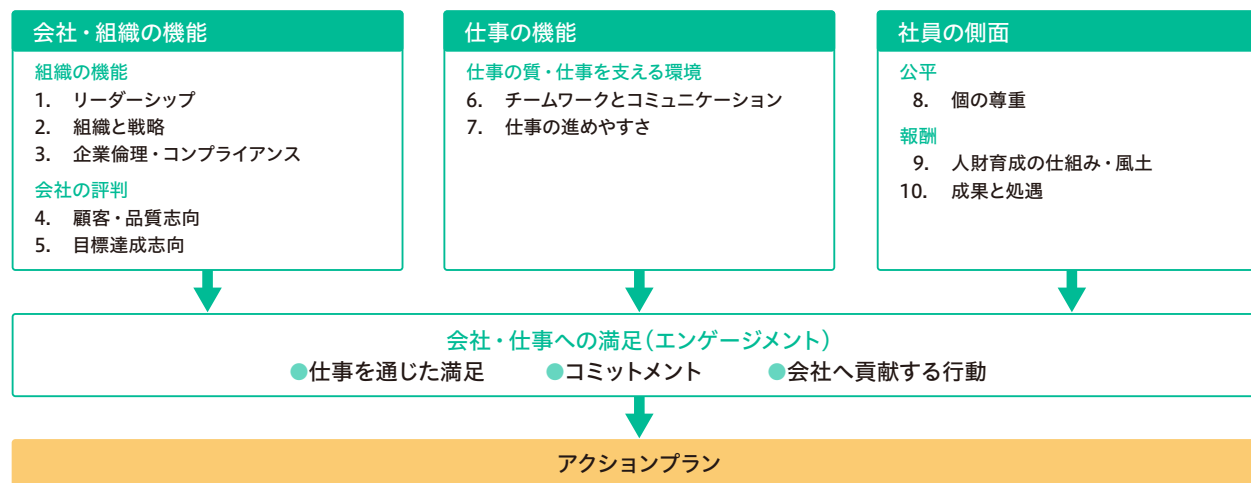 会社・組織の機能
組織の機能
1. リーダーシップ
2. 組織と戦略
3. 企業倫理・コンプライアンス
会社の評判
4. 顧客・品質志向
5. 目標達成志向
仕事の機能
仕事の質・仕事を支える環境
6. チームワークとコミュニケーション
7. 仕事の進めやすさ
社員の側面
公平
8. 個の尊重
報酬
9. 人財育成の仕組み・風土
10. 成果と処遇
会社・仕事への満足(エンゲージメント)
●仕事を通じた満足 ●コミットメント ●会社へ貢献する行動
アクションプラン